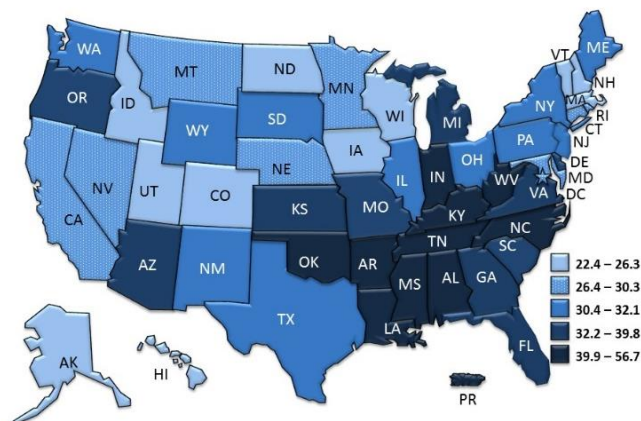 WA
MT
ND
MN
ME
VT
NH
MA
RI
CT
NJ
DE
MD
DC
OR
ID
WY
SD
WI
MI
NY
PA
NV
UT
CO
NE
IA
IL
IN
OH
WV
VA
CA
KS
MO
KY
NC
TN
SC
AZ
NM
OK
AR
MS
AL
GA
TX
LA
FL
AK
HI
PR
22.4 – 26.3
26.4 – 30.3
30.4 – 32.1
32.2 – 39.8
39.9 – 56.7